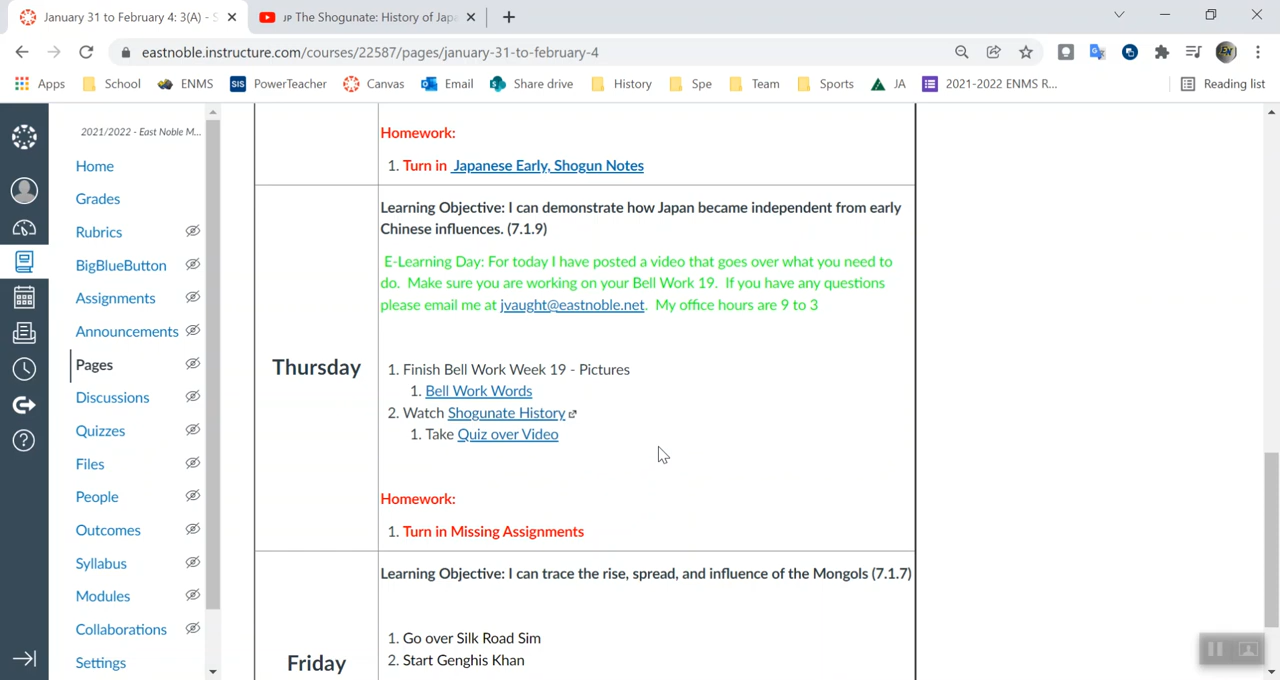 January 31 to February 4: 3(A) - S
JP The Shogunate: History of Japa
eastnoble.instructure.com/courses/22587/pages/january-31-to-february-4
Apps School ENMS SIS PowerTeacher Canvas Email Share drive History Spe Team Sports JA 2021-2022 ENMS R... Reading list
2021/2022 - East Noble M...
Home
Grades
Rubrics
BigBlueButton
Assignments
Announcements
Pages
Discussions
Quizzes
Files
People
Outcomes
Syllabus
Modules
Collaborations
Settings
Homework:
1. Turn in Japanese Early, Shogun Notes
Thursday
Learning Objective: I can demonstrate how Japan became independent from early
Chinese influences. (7.1.9)
E-Learning Day: For today I have posted a video that goes over what you need to
do. Make sure you are working on your Bell Work 19. If you have any questions
please email me at jvaught@eastnoble.net. My office hours are 9 to 3
1. Finish Bell Work Week 19 - Pictures
1. Bell Work Words
2. Watch Shogunate History
1. Take Quiz over Video
Homework:
1. Turn in Missing Assignments
Friday
Learning Objective: I can trace the rise, spread, and influence of the Mongols (7.1.7)
1. Go over Silk Road Sim
2. Start Genghis Khan